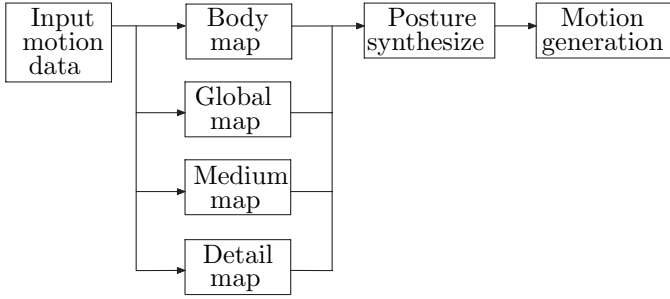 Input
motion
data
Body
map
Global
map
Medium
map
Detail
map
Posture
synthesize
Motion
generation